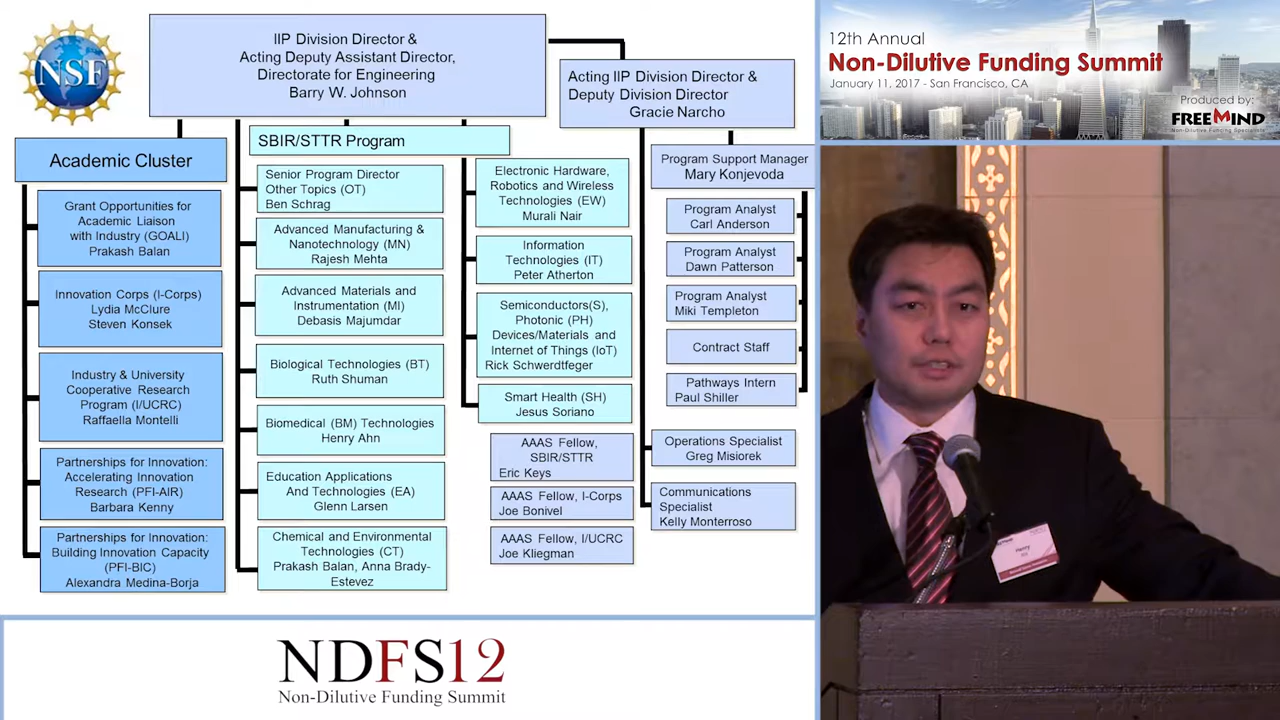 NSF
IIP Division Director &
Acting Deputy Assistant Director,
Directorate for Engineering
Barry W. Johnson
Acting IIP Division Director &
Deputy Division Director
Gracie Narcho
Academic Cluster
Grant Opportunities for
Academic Liaison
with Industry (GOALI)
Prakash Balan
Innovation Corps (I-Corps)
Lydia McClure
Steven Konsek
Industry & University
Cooperative Research
Program (I/UCRC)
Raffaella Montelli
Partnerships for Innovation:
Accelerating Innovation
Research (PFI-AIR)
Barbara Kenny
Partnerships for Innovation:
Building Innovation Capacity
(PFI-BIC)
Alexandra Medina-Borja
SBIR/STTR Program
Senior Program Director
Other Topics (OT)
Ben Schrag
Advanced Manufacturing &
Nanotechnology (MN)
Rajesh Mehta
Advanced Materials and
Instrumentation (MI)
Debasis Majumdar
Biological Technologies (BT)
Ruth Shuman
Biomedical (BM) Technologies
Henry Ahn
Education Applications
And Technologies (EA)
Glenn Larsen
Chemical and Environmental
Technologies (CT)
Prakash Balan, Anna Brady-
Estevez
Electronic Hardware,
Robotics and Wireless
Technologies (EW)
Murali Nair
Information
Technologies (IT)
Peter Atherton
Semiconductors(S),
Photonic (PH)
Devices/Materials and
Internet of Things (IoT)
Rick Schwerdtfeger
Smart Health (SH)
Jesus Soriano
AAAS Fellow,
SBIR/STTR
Eric Keys
AAAS Fellow, I-Corps
Joe Bonivel
AAAS Fellow, I/UCRC
Joe Kliegman
Program Support Manager
Mary Konjevoda
Program Analyst
Carl Anderson
Program Analyst
Dawn Patterson
Program Analyst
Miki Templeton
Contract Staff
Pathways Intern
Paul Shiller
Operations Specialist
Greg Misiorek
Communications
Specialist
Kelly Monterroso
NDFS12
Non-Dilutive Funding Summit
12th Annual
Non-Dilutive Funding Summit
January 11, 2017 - San Francisco, CA
Produced by:
FREEMIND
Non-Dilutive Funding Specialists
Henry